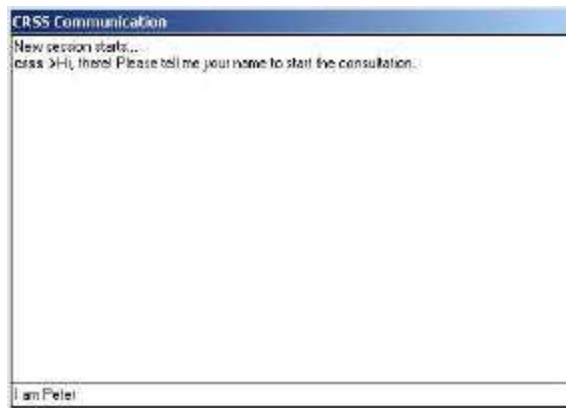 CRSS Communication
New session starts...
crss >Hi, there! Please tell me your name to start the consultation.
I am Peter